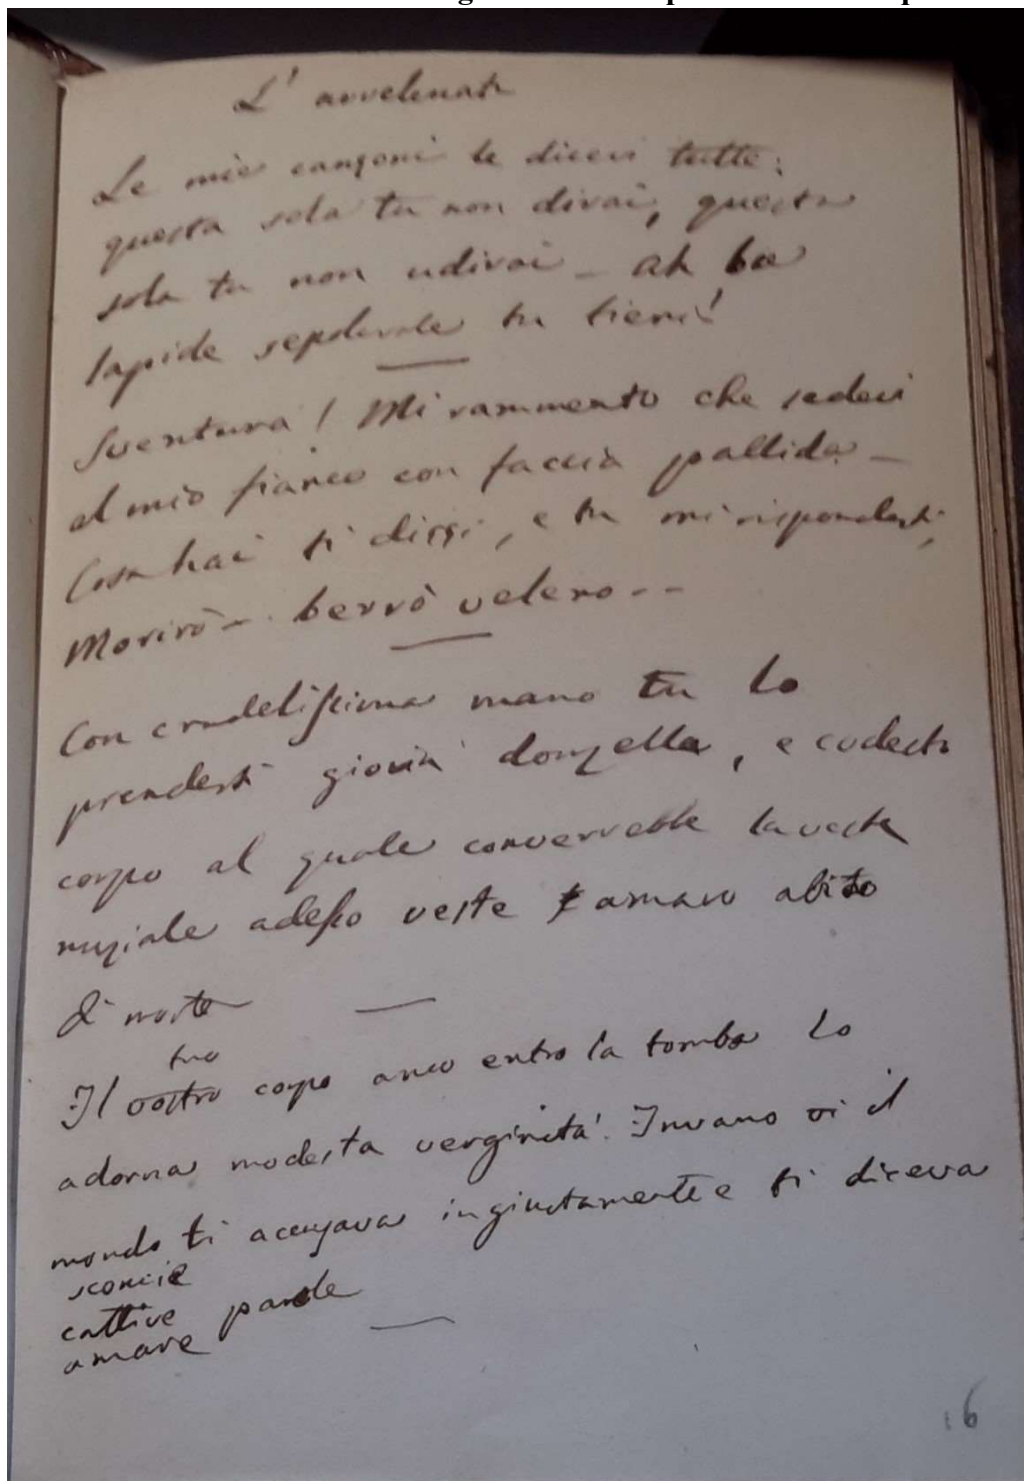 L' avvelenata
Le mie canzoni le dicevi tutte:
questa sola tu non dirai, questa
sola tu non udirai - ah la
lapide sepolcrale tu tieni!
Sventura! Mi rammento che sedevi
al mio fianco con faccia pallida -
Cosa hai ti dissi, e tu mi rispondesti,
Morirò - berrò veleno - -
Con crudelissima mano tu lo
prendesti giovin donzella, e codesto
corpo al quale converrebbe la veste
nuziale adesso veste amaro abito
di morte
tuo
Il vostro corpo anco entro la tomba lo
adorna modesta verginità. Invano vi il
mondo ti accusava ingiustamente e ti diceva
sconcie
cattive parole
amare
16